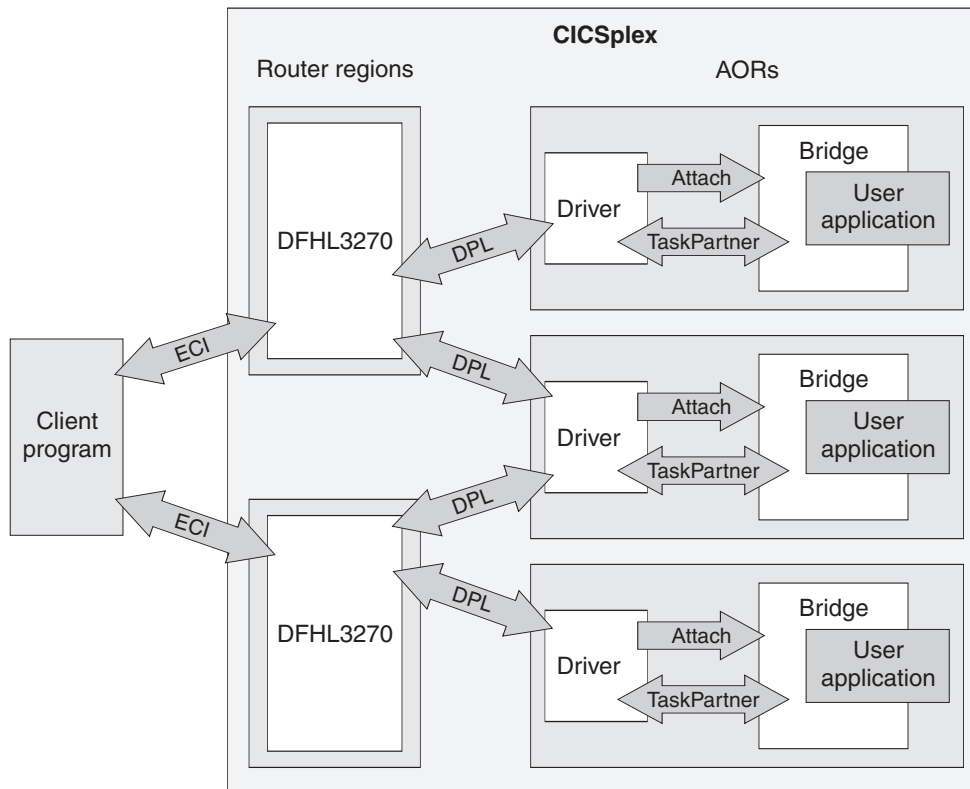 CICSplex
Router regions
AORs
DFHL3270
DPL
Driver
Attach
TaskPartner
Bridge
User
application
ECI
DPL
Client
program
Driver
Attach
TaskPartner
Bridge
User
application
ECI
DPL
DFHL3270
DPL
Driver
Attach
TaskPartner
Bridge
User
application